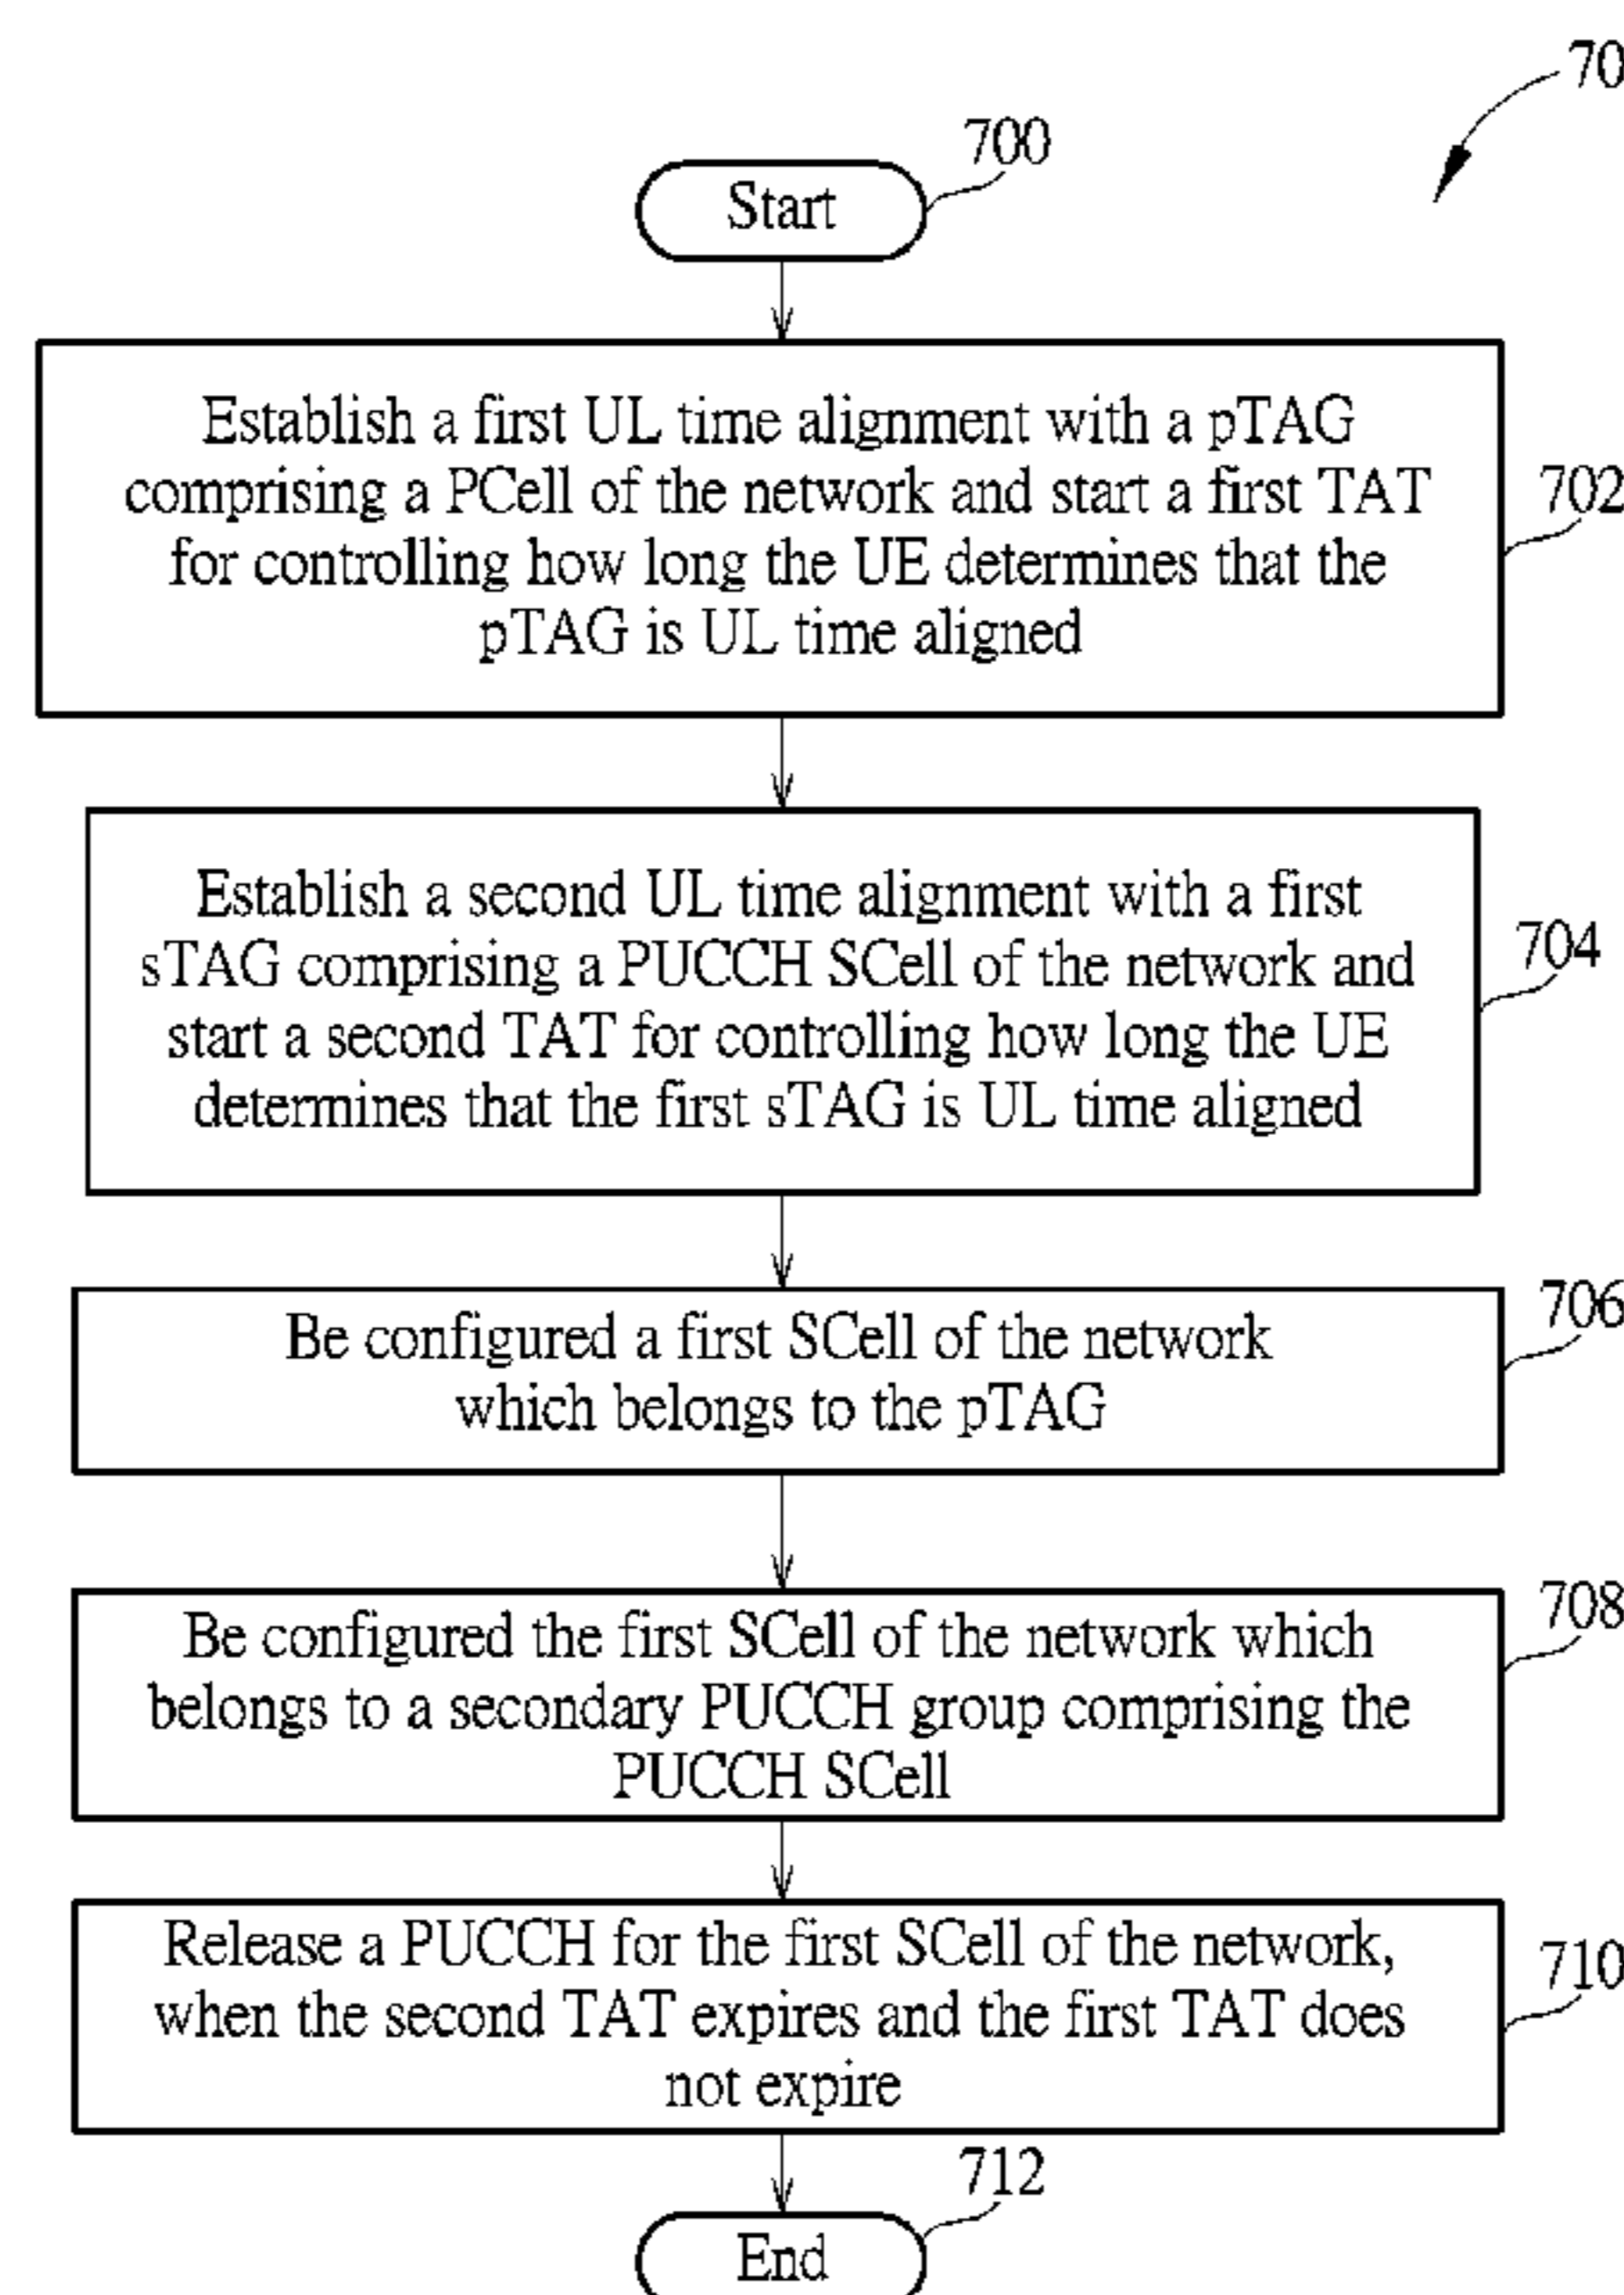 70
700
Start
Establish a first UL time alignment with a pTAG
comprising a PCell of the network and start a first TAT
for controlling how long the UE determines that the
pTAG is UL time aligned
702
Establish a second UL time alignment with a first
sTAG comprising a PUCCH SCell of the network and
start a second TAT for controlling how long the UE
determines that the first sTAG is UL time aligned
704
Be configured a first SCell of the network
which belongs to the pTAG
706
Be configured the first SCell of the network which
belongs to a secondary PUCCH group comprising the
PUCCH SCell
708
Release a PUCCH for the first SCell of the network,
when the second TAT expires and the first TAT does
not expire
710
712
End